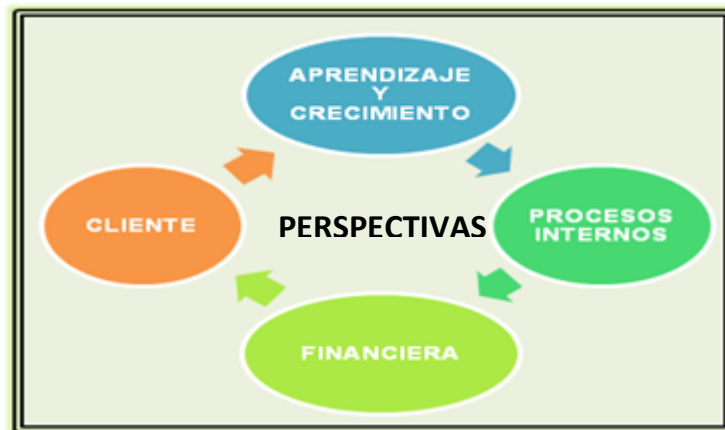 APRENDIZAJE
Y
CRECIMIENTO
CLIENTE
PERSPECTIVAS
PROCESOS
INTERNOS
FINANCIERA